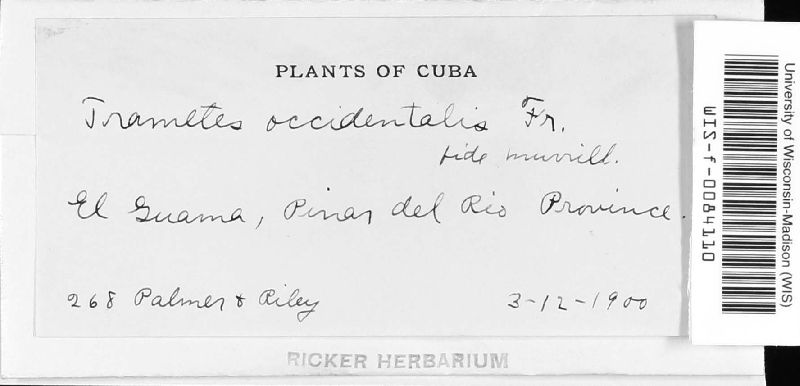 PLANTS OF CUBA
Trametes occidentalis Fr.
fide murrill.
El Guama, Pinar del Rio Province.
268 Palmer & Riley 3-12-1900
RICKER HERBARIUM
University of Wisconsin-Madison (WIS)
WIS-f-0084110